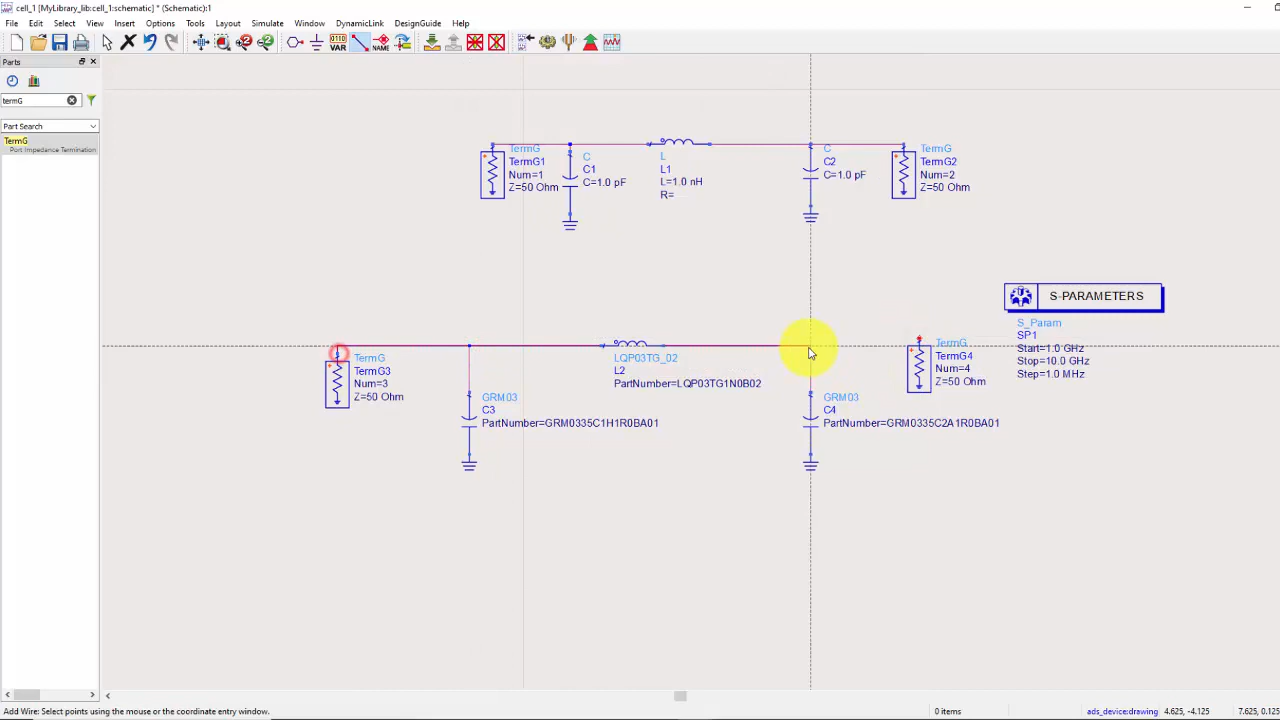 cell_1 [MyLibrary_lib:cell_1:schematic] * (Schematic):1
File Edit Select View Insert Options Tools Layout Simulate Window DynamicLink DesignGuide Help
VAR
NAME
Parts
termG
Part Search
TermG
Port Impedance Termination
TermG
TermG1
Num=1
Z=50 Ohm
C
C1
C=1.0 pF
L
L1
L=1.0 nH
R=
C
C2
C=1.0 pF
TermG
TermG2
Num=2
Z=50 Ohm
S-PARAMETERS
S_Param
SP1
Start=1.0 GHz
Stop=10.0 GHz
Step=1.0 MHz
TermG
TermG3
Num=3
Z=50 Ohm
LQP03TG_02
L2
PartNumber=LQP03TG1N0B02
TermG
TermG4
Num=4
Z=50 Ohm
GRM03
C3
PartNumber=GRM0335C1H1R0BA01
GRM03
C4
PartNumber=GRM0335C2A1R0BA01
Add Wire: Select points using the mouse or the coordinate entry window.
0 items
ads_device:drawing
4.625, -4.125
7.625, 0.125